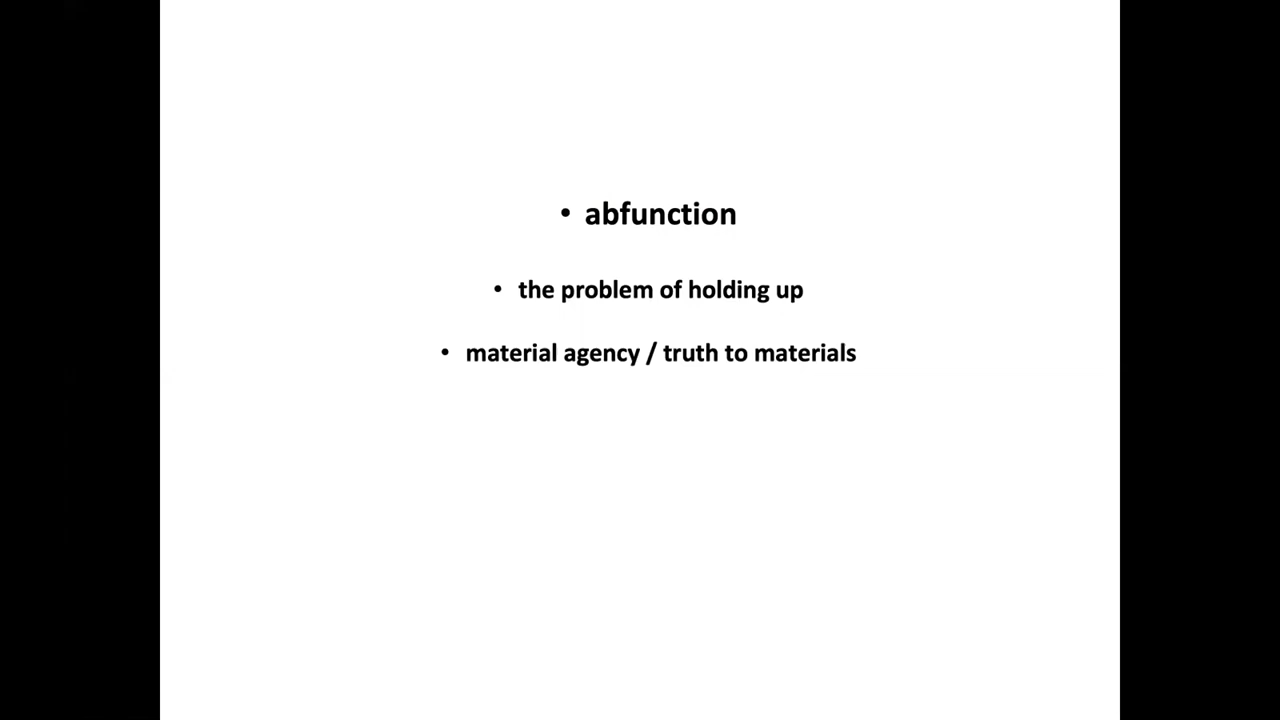 • abfunction
• the problem of holding up
• material agency / truth to materials